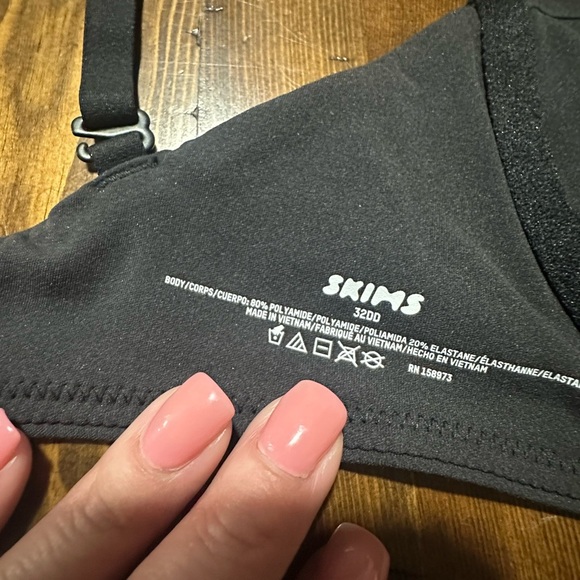 SKIMS
32DD
BODY/CORPS/CUERPO: 80% POLYAMIDE/POLYAMIDE/POLIAMIDA 20% ELASTANE/ÉLASTHANNE/ELASTA
MADE IN VIETNAM/FABRIQUÉ AU VIETNAM/HECHO EN VIETNAM
RN 158973